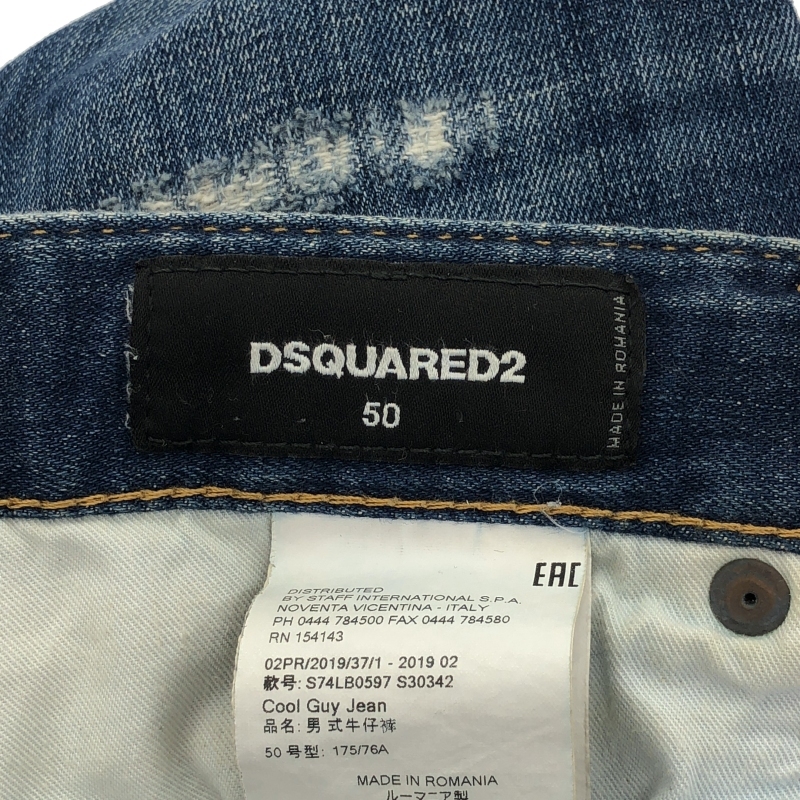 DSQUARED2
50
MADE IN ROMANIA
EAC
DISTRIBUTED
BY STAFF INTERNATIONAL S.P.A.
NOVENTA VICENTINA - ITALY
PH 0444 784500 FAX 0444 784580
RN 154143
02PR/2019/37/1 - 2019 02
款号: S74LB0597 S30342
Cool Guy Jean
品名: 男 式牛仔裤
50 号型: 175/76A
MADE IN ROMANIA
ルーマニア製